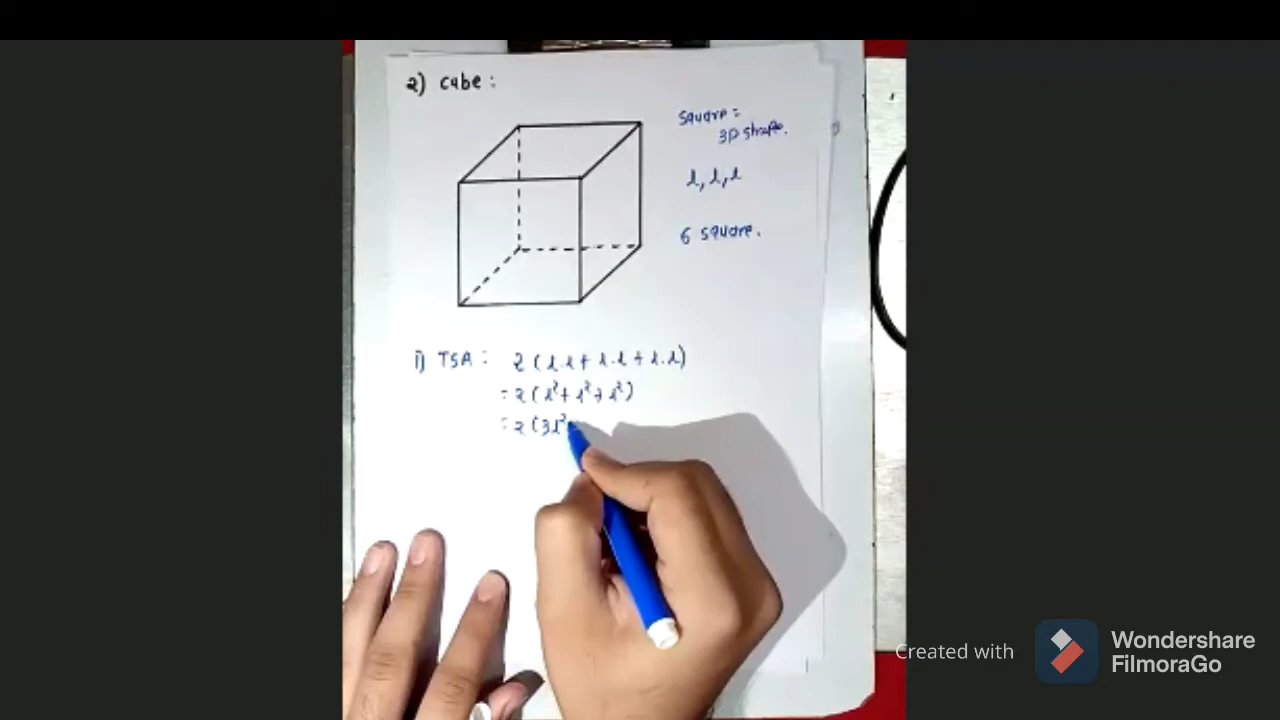 2) Cube :
Square =
3D shape.
l, l, l
6 square.
i) TSA = 2 (l.l + l.l + l.l)
= 2 (l² + l² + l²)
= 2 (3l²
Created with
Wondershare
FilmoraGo